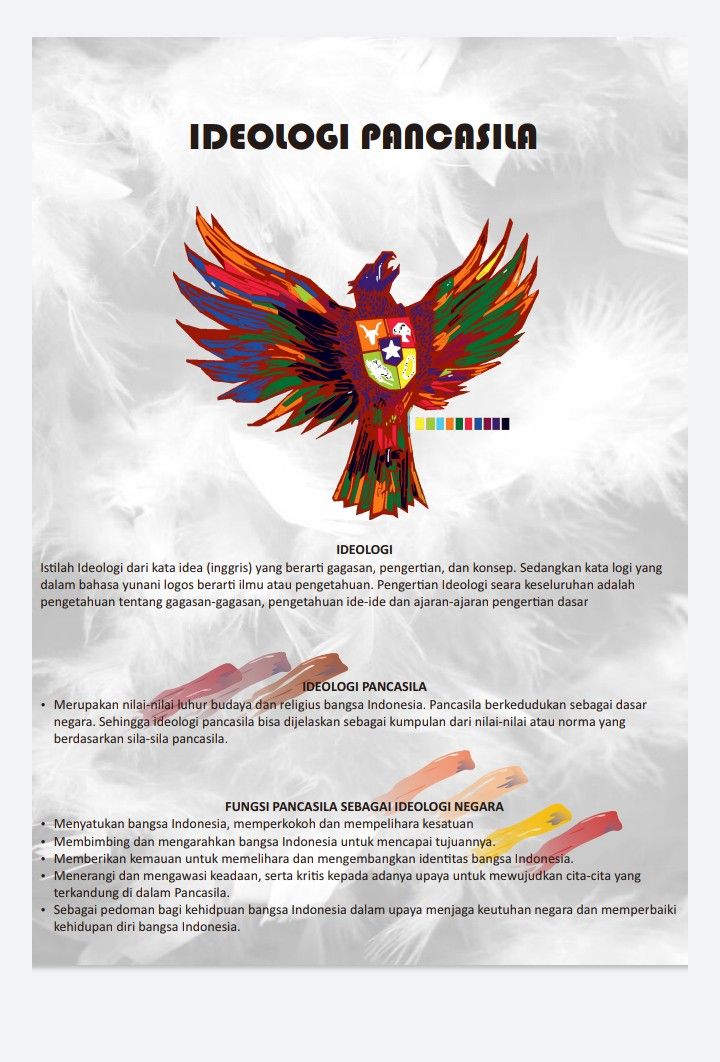 IDEOLOGI PANCASILA
IDEOLOGI
Istilah Ideologi dari kata idea (inggris) yang berarti gagasan, pengertian, dan konsep. Sedangkan kata logi yang
dalam bahasa yunani logos berarti ilmu atau pengetahuan. Pengertian Ideologi seara keseluruhan adalah
pengetahuan tentang gagasan-gagasan, pengetahuan ide-ide dan ajaran-ajaran pengertian dasar
IDEOLOGI PANCASILA
• Merupakan nilai-nilai luhur budaya dan religius bangsa Indonesia. Pancasila berkedudukan sebagai dasar
negara. Sehingga ideologi pancasila bisa dijelaskan sebagai kumpulan dari nilai-nilai atau norma yang
berdasarkan sila-sila pancasila.
FUNGSI PANCASILA SEBAGAI IDEOLOGI NEGARA
• Menyatukan bangsa Indonesia, memperkokoh dan mempelihara kesatuan
• Membimbing dan mengarahkan bangsa Indonesia untuk mencapai tujuannya.
• Memberikan kemauan untuk memelihara dan mengembangkan identitas bangsa Indonesia.
• Menerangi dan mengawasi keadaan, serta kritis kepada adanya upaya untuk mewujudkan cita-cita yang
terkandung di dalam Pancasila.
• Sebagai pedoman bagi kehidpuan bangsa Indonesia dalam upaya menjaga keutuhan negara dan memperbaiki
kehidupan diri bangsa Indonesia.